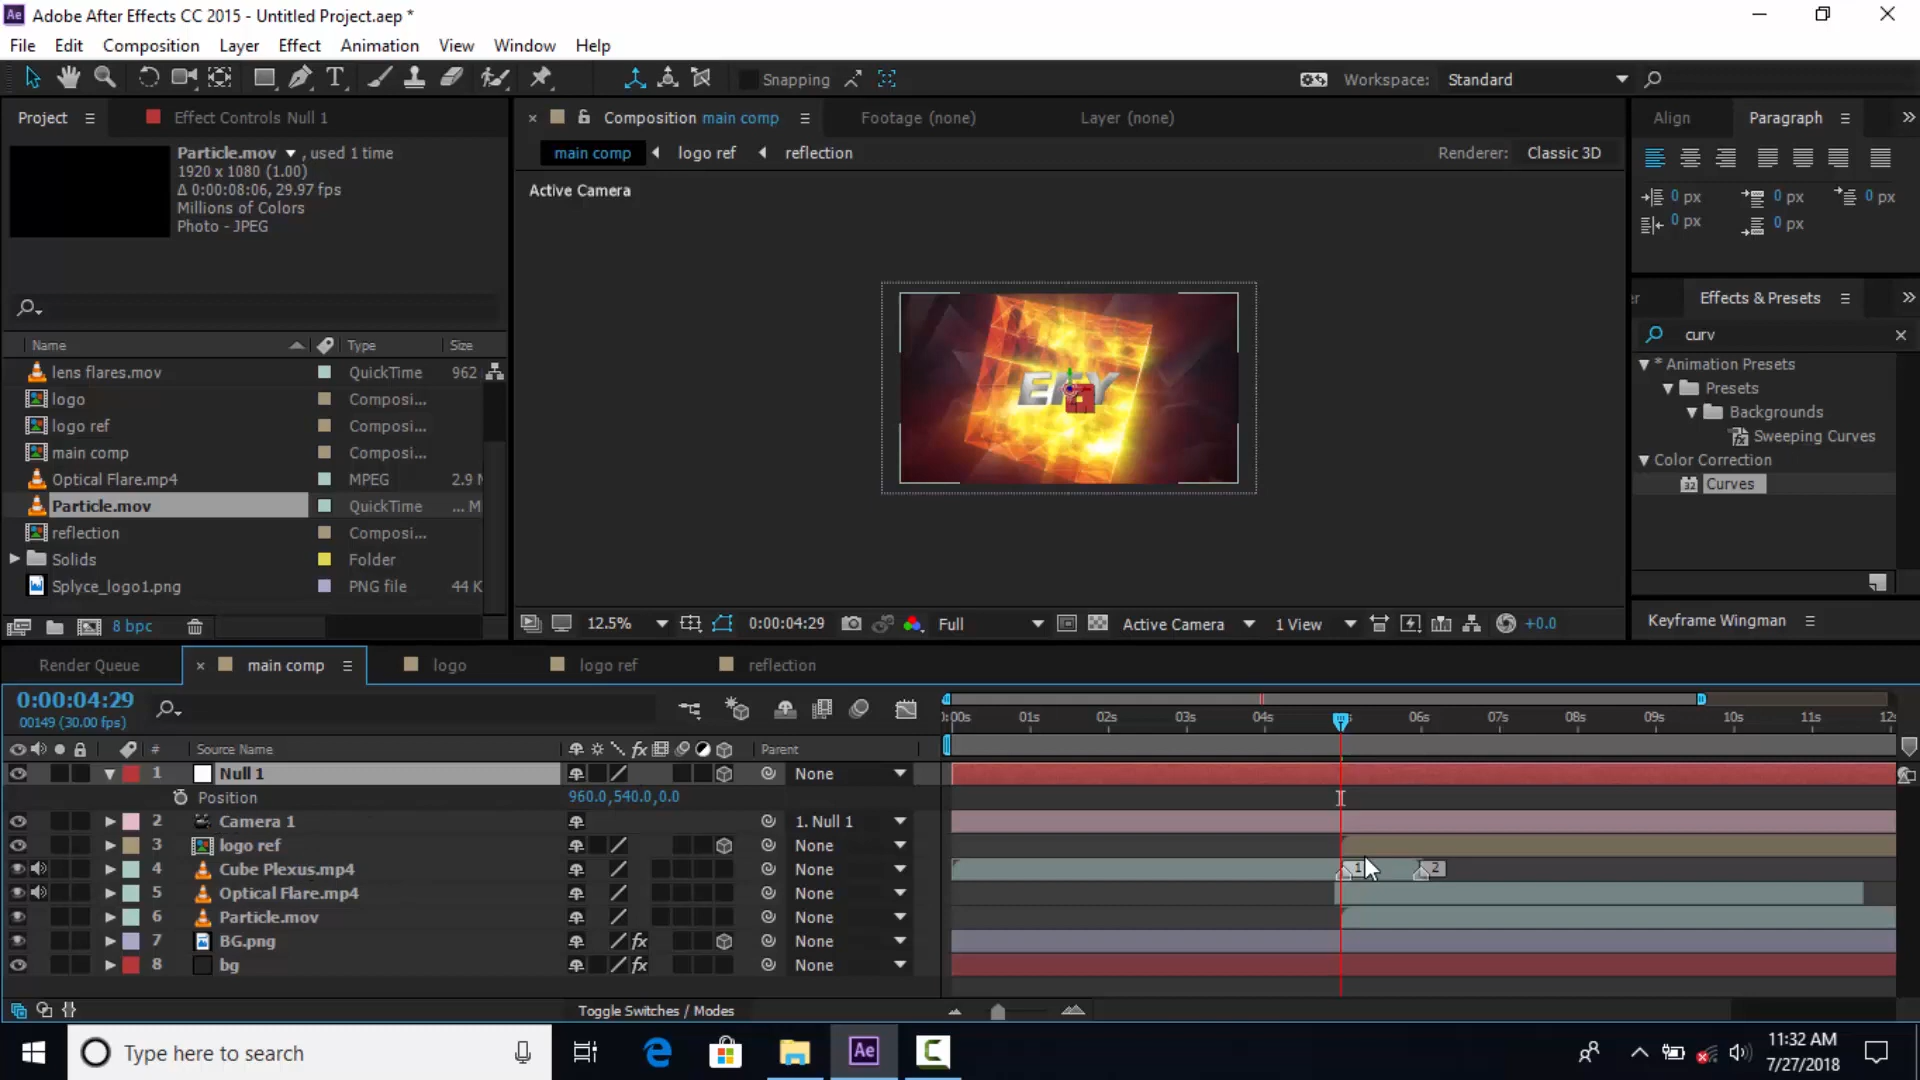 Ae Adobe After Effects CC 2015 - Untitled Project.aep *
File Edit Composition Layer Effect Animation View Window Help
Snapping Workspace: Standard
Project Effect Controls Null 1
Composition main comp Footage (none) Layer (none)
Align Paragraph
main comp logo ref reflection Renderer: Classic 3D
Particle.mov , used 1 time
1920 x 1080 (1.00)
Δ 0:00:08:06, 29.97 fps
Millions of Colors
Photo - JPEG
Active Camera
0 px 0 px 0 px
0 px 0 px
Effects & Presets
curv
Name Type Size
lens flares.mov QuickTime 962
logo Composi...
logo ref Composi...
main comp Composi...
Optical Flare.mp4 MPEG 2.9
Particle.mov QuickTime ... M
reflection Composi...
Solids Folder
Splyce_logo1.png PNG file 44 K
8 bpc
* Animation Presets
Presets
Backgrounds
Sweeping Curves
Color Correction
32 Curves
EFY
12.5% 0:00:04:29 Full Active Camera 1 View +0.0
Keyframe Wingman
Render Queue main comp logo logo ref reflection
0:00:04:29
00149 (30.00 fps)
:00s 01s 02s 03s 04s 06s 07s 08s 09s 10s 11s 12s
# Source Name fx Parent
1 Null 1 None
Position 960.0,540.0,0.0
2 Camera 1 1. Null 1
3 logo ref None
4 Cube Plexus.mp4 None 1 2
5 Optical Flare.mp4 None
6 Particle.mov None
7 BG.png fx None
8 bg fx None
Toggle Switches / Modes
Type here to search Ae
11:32 AM
7/27/2018